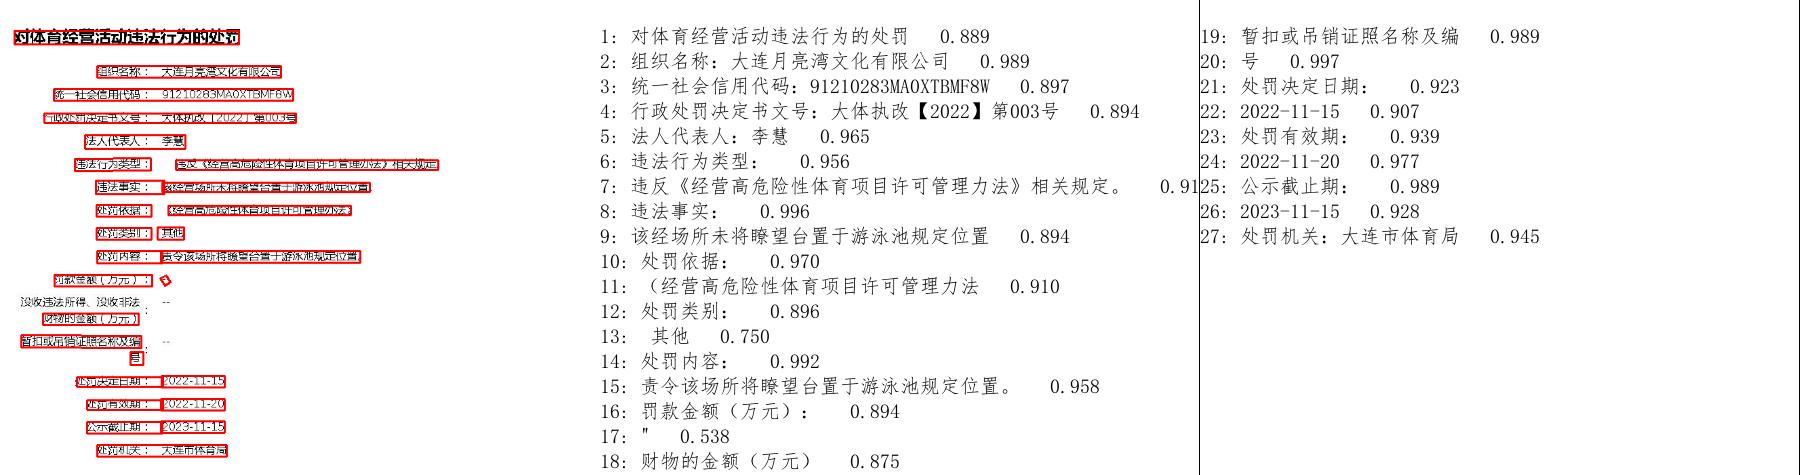 对体育经营活动违法行为的处罚
组织名称： 大连月亮湾文化有限公司
统一社会信用代码： 91210283MA0XTBMF8W
行政处罚决定书文号： 大体执改【2022】第003号
法人代表人： 李慧
违法行为类型： 违反《经营高危险性体育项目许可管理办法》相关规定
违法事实： 该经营场所未将瞭望台置于游泳池规定位置
处罚依据： 《经营高危险性体育项目许可管理办法》
处罚类别： 其他
处罚内容： 责令该场所将瞭望台置于游泳池规定位置
罚款金额（万元）：
没收违法所得、没收非法 --
财物的金额（万元） ：
暂扣或吊销证照名称及编 --
号 ：
处罚决定日期： 2022-11-15
处罚有效期： 2022-11-20
公示截止期： 2023-11-15
处罚机关： 大连市体育局
1: 对体育经营活动违法行为的处罚 0.889
2: 组织名称：大连月亮湾文化有限公司 0.989
3: 统一社会信用代码：91210283MA0XTBMF8W 0.897
4: 行政处罚决定书文号：大体执改【2022】第003号 0.894
5: 法人代表人：李慧 0.965
6: 违法行为类型： 0.956
7: 违反《经营高危险性体育项目许可管理力法》相关规定。 0.91
8: 违法事实： 0.996
9: 该经场所未将瞭望台置于游泳池规定位置 0.894
10: 处罚依据： 0.970
11: （经营高危险性体育项目许可管理力法 0.910
12: 处罚类别： 0.896
13: 其他 0.750
14: 处罚内容： 0.992
15: 责令该场所将瞭望台置于游泳池规定位置。 0.958
16: 罚款金额（万元）： 0.894
17: " 0.538
18: 财物的金额（万元） 0.875
19: 暂扣或吊销证照名称及编 0.989
20: 号 0.997
21: 处罚决定日期： 0.923
22: 2022-11-15 0.907
23: 处罚有效期： 0.939
24: 2022-11-20 0.977
25: 公示截止期： 0.989
26: 2023-11-15 0.928
27: 处罚机关：大连市体育局 0.945